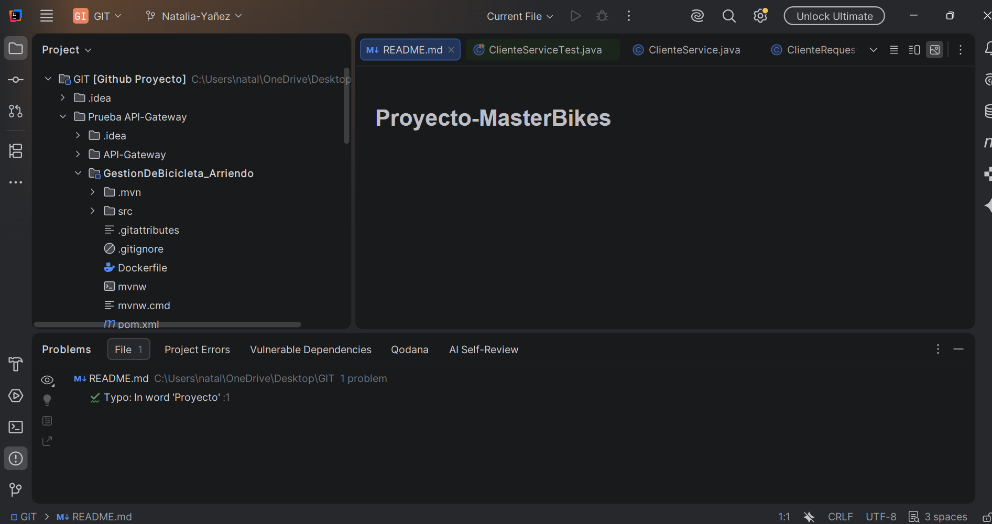 GI GIT Natalia-Yañez Current File Unlock Ultimate
Project
GIT [Github Proyecto] C:\Users\natal\OneDrive\Desktop
.idea
Prueba API-Gateway
.idea
API-Gateway
GestionDeBicicleta_Arriendo
.mvn
src
.gitattributes
.gitignore
Dockerfile
mvnw
mvnw.cmd
pom.xml
README.md ClienteServiceTest.java ClienteService.java ClienteReques
Proyecto-MasterBikes
Problems File 1 Project Errors Vulnerable Dependencies Qodana AI Self-Review
README.md C:\Users\natal\OneDrive\Desktop\GIT 1 problem
Typo: In word 'Proyecto' :1
GIT > README.md 1:1 CRLF UTF-8 3 spaces